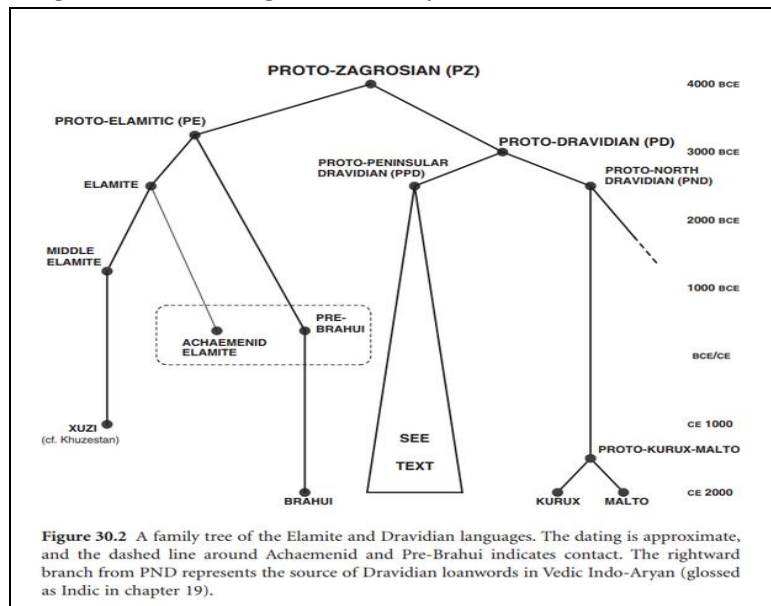 PROTO-ZAGROSIAN (PZ)
4000 BCE
PROTO-ELAMITIC (PE)
PROTO-DRAVIDIAN (PD)
3000 BCE
PROTO-PENINSULAR
DRAVIDIAN (PPD)
PROTO-NORTH
DRAVIDIAN (PND)
ELAMITE
2000 BCE
MIDDLE
ELAMITE
1000 BCE
PRE-
BRAHUI
ACHAEMENID
ELAMITE
BCE/CE
XUZI
(cf. Khuzestan)
CE 1000
SEE
TEXT
PROTO-KURUX-MALTO
BRAHUI
KURUX
MALTO
CE 2000
Figure 30.2 A family tree of the Elamite and Dravidian languages. The dating is approximate,
and the dashed line around Achaemenid and Pre-Brahui indicates contact. The rightward
branch from PND represents the source of Dravidian loanwords in Vedic Indo-Aryan (glossed
as Indic in chapter 19).